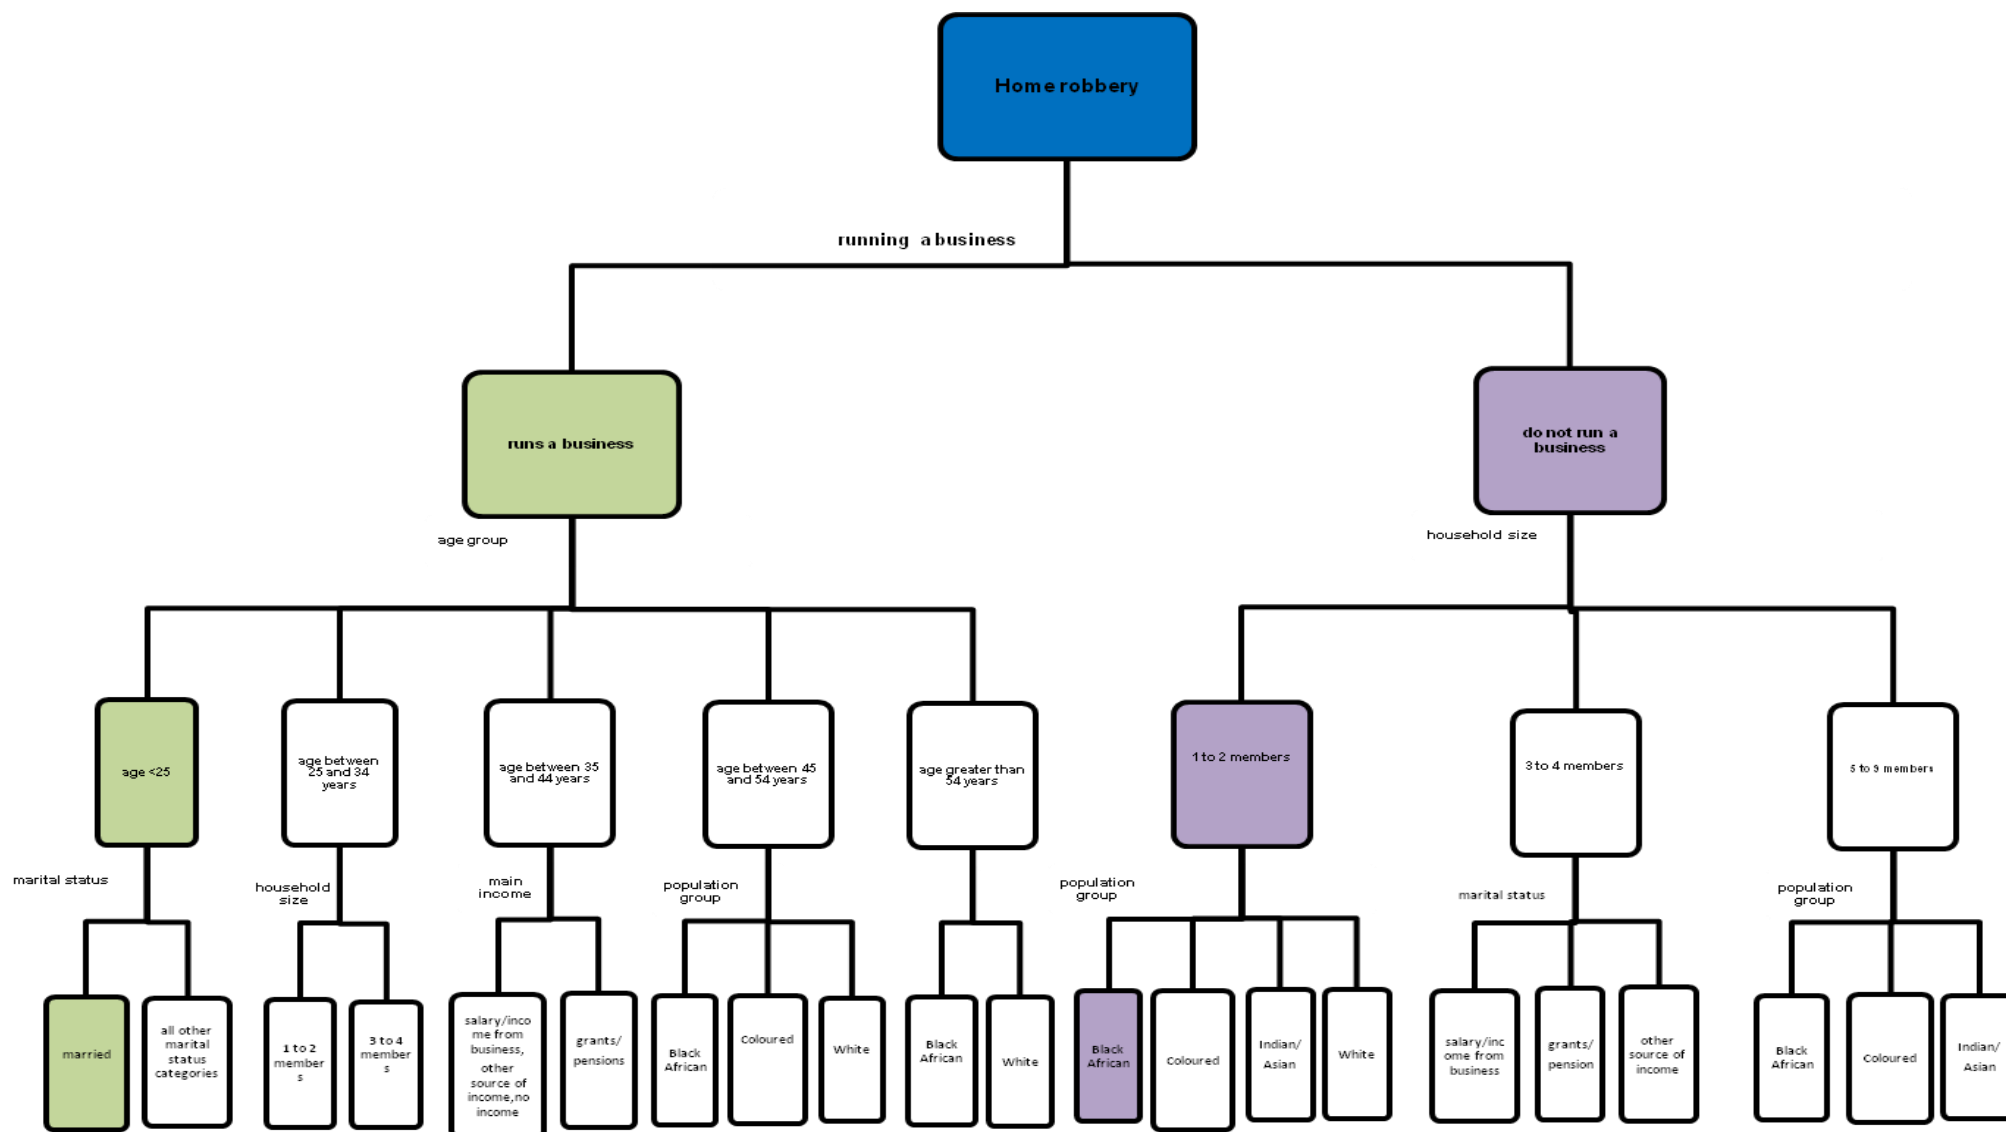 Home robbery
running a business
runs a business
do not run a
business
age group
household size
age <25
age between
25 and 34
years
age between 35
and 44 years
age between 45
and 54 years
age greater than
54 years
1 to 2 members
3 to 4 members
5 to 9 members
marital status
household
size
main
income
population
group
population
group
marital status
population
group
married
all other
marital
status
categories
1 to 2
member
s
3 to 4
member
s
salary/inco
me from
business,
other
source of
income,no
income
grants/
pensions
Black
African
Coloured
White
Black
African
White
Black
African
Coloured
Indian/
Asian
White
salary/inc
ome from
business
grants/
pension
other
source of
income
Black
African
Coloured
Indian/
Asian